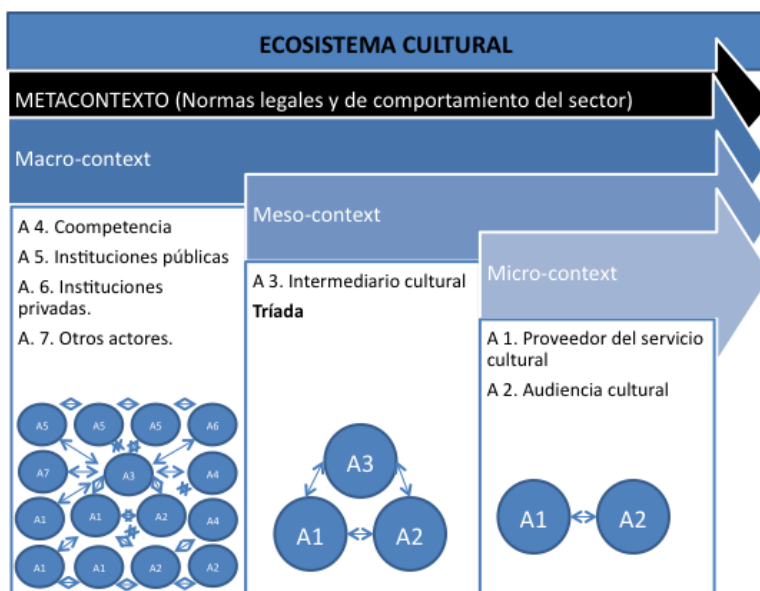 ECOSISTEMA CULTURAL
METACONTEXTO (Normas legales y de comportamiento del sector)
Macro-context
A 4. Coompetencia
A 5. Instituciones públicas
A. 6. Instituciones
privadas.
A. 7. Otros actores.
A5 A5 A5 A6
A7 A3 A4
A1 A1 A2 A4
A1 A1 A2 A2
Meso-context
A 3. Intermediario cultural
Tríada
A3
A1 A2
Micro-context
A 1. Proveedor del servicio
cultural
A 2. Audiencia cultural
A1 A2